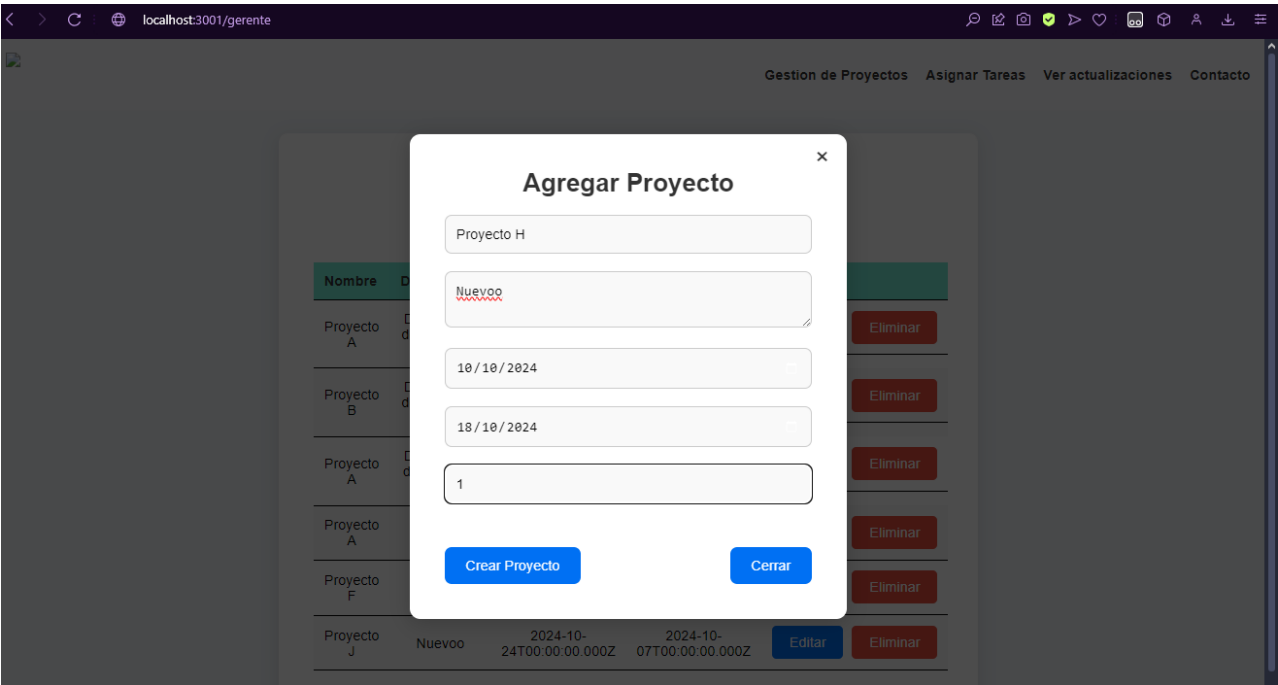 localhost:3001/gerente
Gestion de Proyectos Asignar Tareas Ver actualizaciones Contacto
×
Agregar Proyecto
Proyecto H
Nuevoo
10/10/2024
18/10/2024
1
Crear Proyecto Cerrar
Nombre
Proyecto
A
Eliminar
Proyecto
B
Eliminar
Proyecto
A
Eliminar
Proyecto
A
Eliminar
Proyecto
F
Eliminar
Proyecto
J
Nuevoo
2024-10-
24T00:00:00.000Z
2024-10-
07T00:00:00.000Z
Editar
Eliminar